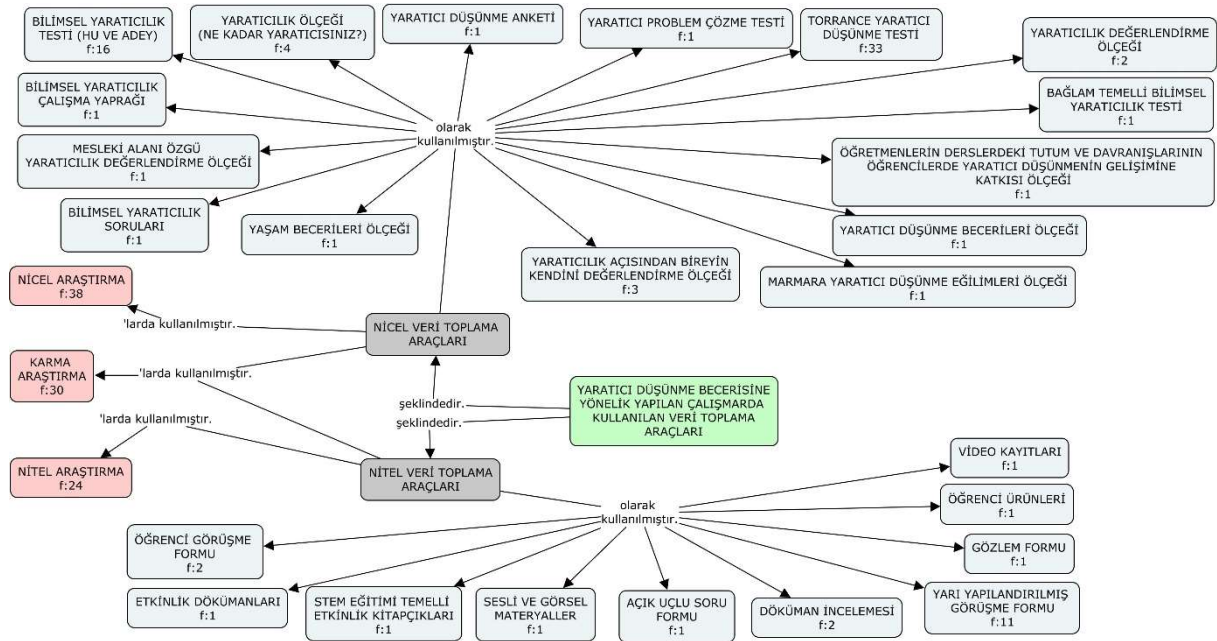 BİLİMSEL YARATICILIK
TESTİ (HU VE ADEY)
f:16
YARATICILIK ÖLÇEĞİ
(NE KADAR YARATICISINIZ?)
f:4
YARATICI DÜŞÜNME ANKETİ
f:1
YARATICI PROBLEM ÇÖZME TESTİ
f:1
TORRANCE YARATICI
DÜŞÜNME TESTİ
f:33
YARATICILIK DEĞERLENDİRME
ÖLÇEĞİ
f:2
BİLİMSEL YARATICILIK
ÇALIŞMA YAPRAĞI
f:1
BAĞLAM TEMELLİ BİLİMSEL
YARATICILIK TESTİ
f:1
olarak
kullanılmıştır.
MESLEKİ ALANI ÖZGÜ
YARATICILIK DEĞERLENDİRME ÖLÇEĞİ
f:1
ÖĞRETMENLERİN DERSLERDEKİ TUTUM VE DAVRANIŞLARININ
ÖĞRENCİLERDE YARATICI DÜŞÜNMENİN GELİŞİMİNE
KATKISI ÖLÇEĞİ
f:1
BİLİMSEL YARATICILIK
SORULARI
f:1
YAŞAM BECERİLERİ ÖLÇEĞİ
f:1
YARATICILIK AÇISINDAN BİREYİN
KENDİNİ DEĞERLENDİRME ÖLÇEĞİ
f:3
YARATICI DÜŞÜNME BECERİLERİ ÖLÇEĞİ
f:1
MARMARA YARATICI DÜŞÜNME EĞİLİMLERİ ÖLÇEĞİ
f:1
NİCEL ARAŞTIRMA
f:38
'larda kullanılmıştır.
NİCEL VERİ TOPLAMA
ARAÇLARI
KARMA
ARAŞTIRMA
f:30
'larda kullanılmıştır.
YARATICI DÜŞÜNME BECERİSİNE
YÖNELİK YAPILAN ÇALIŞMARDA
KULLANILAN VERİ TOPLAMA
ARAÇLARI
şeklindedir.
şeklindedir.
'larda kullanılmıştır.
NİTEL ARAŞTIRMA
f:24
NİTEL VERİ TOPLAMA
ARAÇLARI
VİDEO KAYITLARI
f:1
olarak
kullanılmıştır.
ÖĞRENCİ ÜRÜNLERİ
f:1
ÖĞRENCİ GÖRÜŞME
FORMU
f:2
GÖZLEM FORMU
f:1
ETKİNLİK DÖKÜMANLARI
f:1
STEM EĞİTİMİ TEMELLİ
ETKİNLİK KİTAPÇIKLARI
f:1
SESLİ VE GÖRSEL
MATERYALLER
f:1
AÇIK UÇLU SORU
FORMU
f:1
DÖKÜMAN İNCELEMESİ
f:2
YARI YAPILANDIRILMIŞ
GÖRÜŞME FORMU
f:11